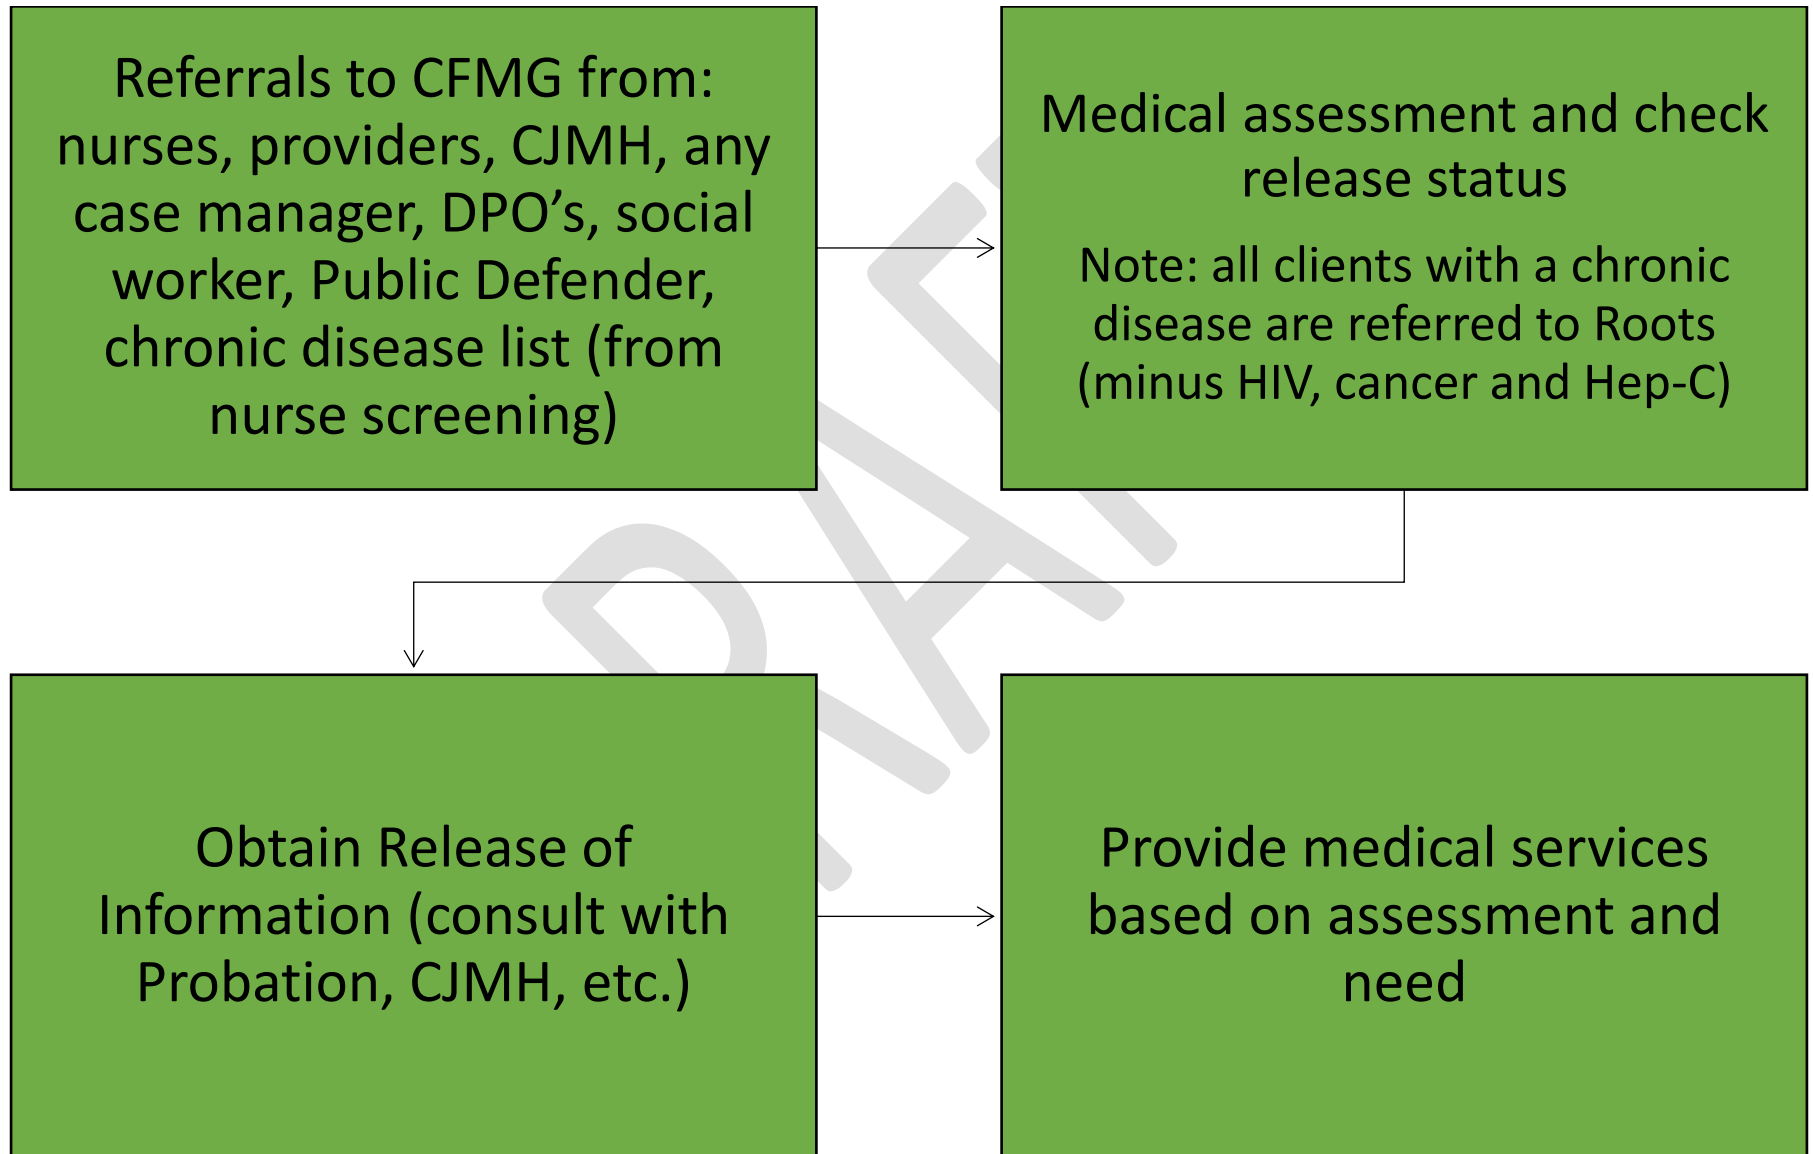 Referrals to CFMG from:
nurses, providers, CJMH, any
case manager, DPO’s, social
worker, Public Defender,
chronic disease list (from
nurse screening)
Medical assessment and check
release status
Note: all clients with a chronic
disease are referred to Roots
(minus HIV, cancer and Hep-C)
Obtain Release of
Information (consult with
Probation, CJMH, etc.)
Provide medical services
based on assessment and
need